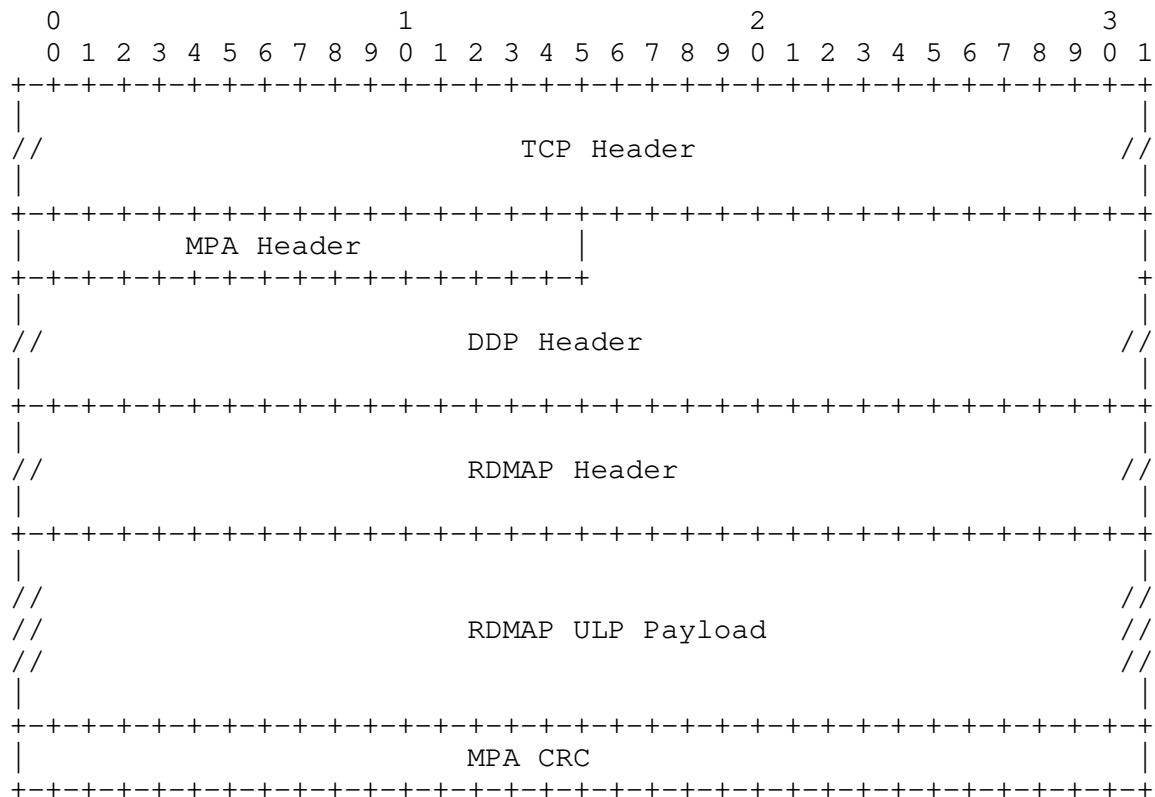 0                   1                   2                   3
    0 1 2 3 4 5 6 7 8 9 0 1 2 3 4 5 6 7 8 9 0 1 2 3 4 5 6 7 8 9 0 1
  +-+-+-+-+-+-+-+-+-+-+-+-+-+-+-+-+-+-+-+-+-+-+-+-+-+-+-+-+-+-+-+-+
  |                                                               |
  //                           TCP Header                        //
  |                                                               |
  +-+-+-+-+-+-+-+-+-+-+-+-+-+-+-+-+-+-+-+-+-+-+-+-+-+-+-+-+-+-+-+-+
  |         MPA Header            |                               |
  +-+-+-+-+-+-+-+-+-+-+-+-+-+-+-+-+                               +
  |                                                               |
  //                        DDP Header                           //
  |                                                               |
  +-+-+-+-+-+-+-+-+-+-+-+-+-+-+-+-+-+-+-+-+-+-+-+-+-+-+-+-+-+-+-+-+
  |                                                               |
  //                        RDMAP Header                         //
  |                                                               |
  +-+-+-+-+-+-+-+-+-+-+-+-+-+-+-+-+-+-+-+-+-+-+-+-+-+-+-+-+-+-+-+-+
  |                                                               |
  //                                                             //
  //                        RDMAP ULP Payload                    //
  //                                                             //
  |                                                               |
  +-+-+-+-+-+-+-+-+-+-+-+-+-+-+-+-+-+-+-+-+-+-+-+-+-+-+-+-+-+-+-+-+
  |                         MPA CRC                               |
  +-+-+-+-+-+-+-+-+-+-+-+-+-+-+-+-+-+-+-+-+-+-+-+-+-+-+-+-+-+-+-+-+